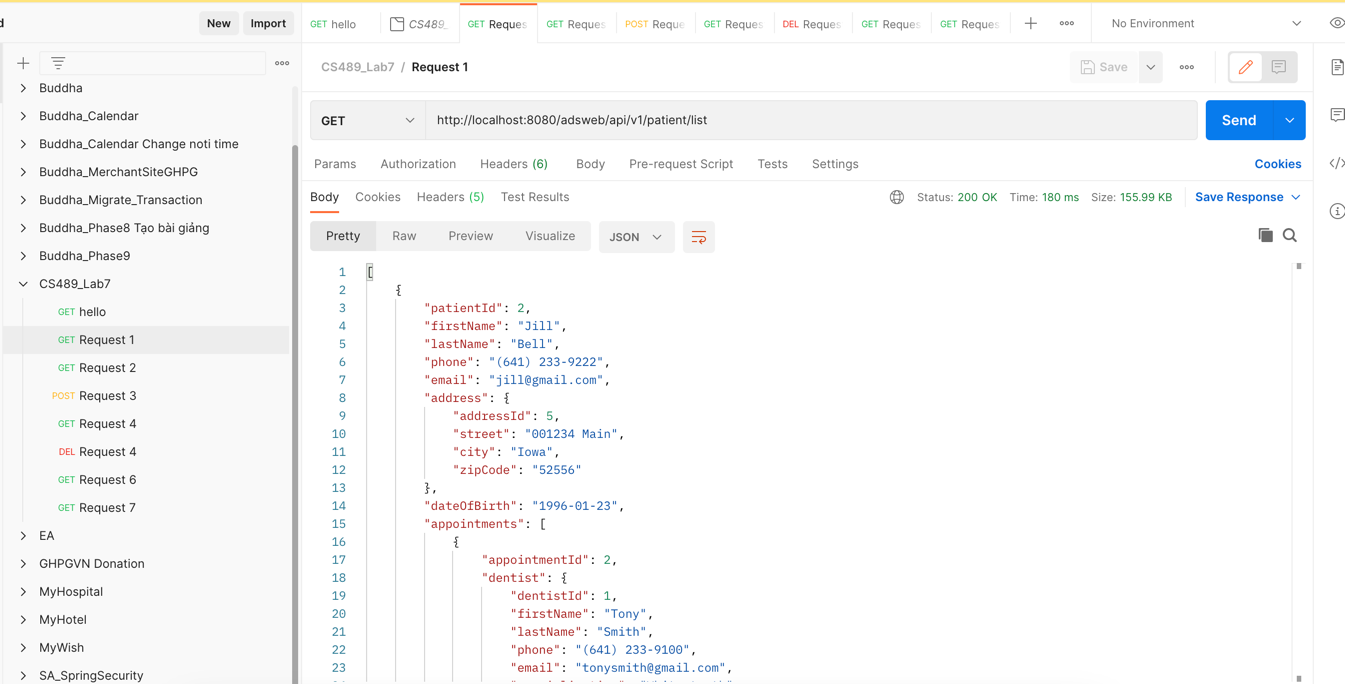 New Import
GET hello
CS489_
GET Reques
GET Reques
POST Reque
GET Reques
DEL Reques
GET Reques
GET Reques
No Environment
CS489_Lab7 / Request 1
Save
GET http://localhost:8080/adsweb/api/v1/patient/list
Send
Params Authorization Headers (6) Body Pre-request Script Tests Settings
Cookies
Body Cookies Headers (5) Test Results
Status: 200 OK Time: 180 ms Size: 155.99 KB Save Response
Pretty Raw Preview Visualize JSON
Buddha
Buddha_Calendar
Buddha_Calendar Change noti time
Buddha_MerchantSiteGHPG
Buddha_Migrate_Transaction
Buddha_Phase8 Tạo bài giảng
Buddha_Phase9
CS489_Lab7
GET hello
GET Request 1
GET Request 2
POST Request 3
GET Request 4
DEL Request 4
GET Request 6
GET Request 7
EA
GHPGVN Donation
MyHospital
MyHotel
MyWish
SA_SpringSecurity
1 [
2 {
3 "patientId": 2,
4 "firstName": "Jill",
5 "lastName": "Bell",
6 "phone": "(641) 233-9222",
7 "email": "jill@gmail.com",
8 "address": {
9 "addressId": 5,
10 "street": "001234 Main",
11 "city": "Iowa",
12 "zipCode": "52556"
13 },
14 "dateOfBirth": "1996-01-23",
15 "appointments": [
16 {
17 "appointmentId": 2,
18 "dentist": {
19 "dentistId": 1,
20 "firstName": "Tony",
21 "lastName": "Smith",
22 "phone": "(641) 233-9100",
23 "email": "tonysmith@gmail.com",